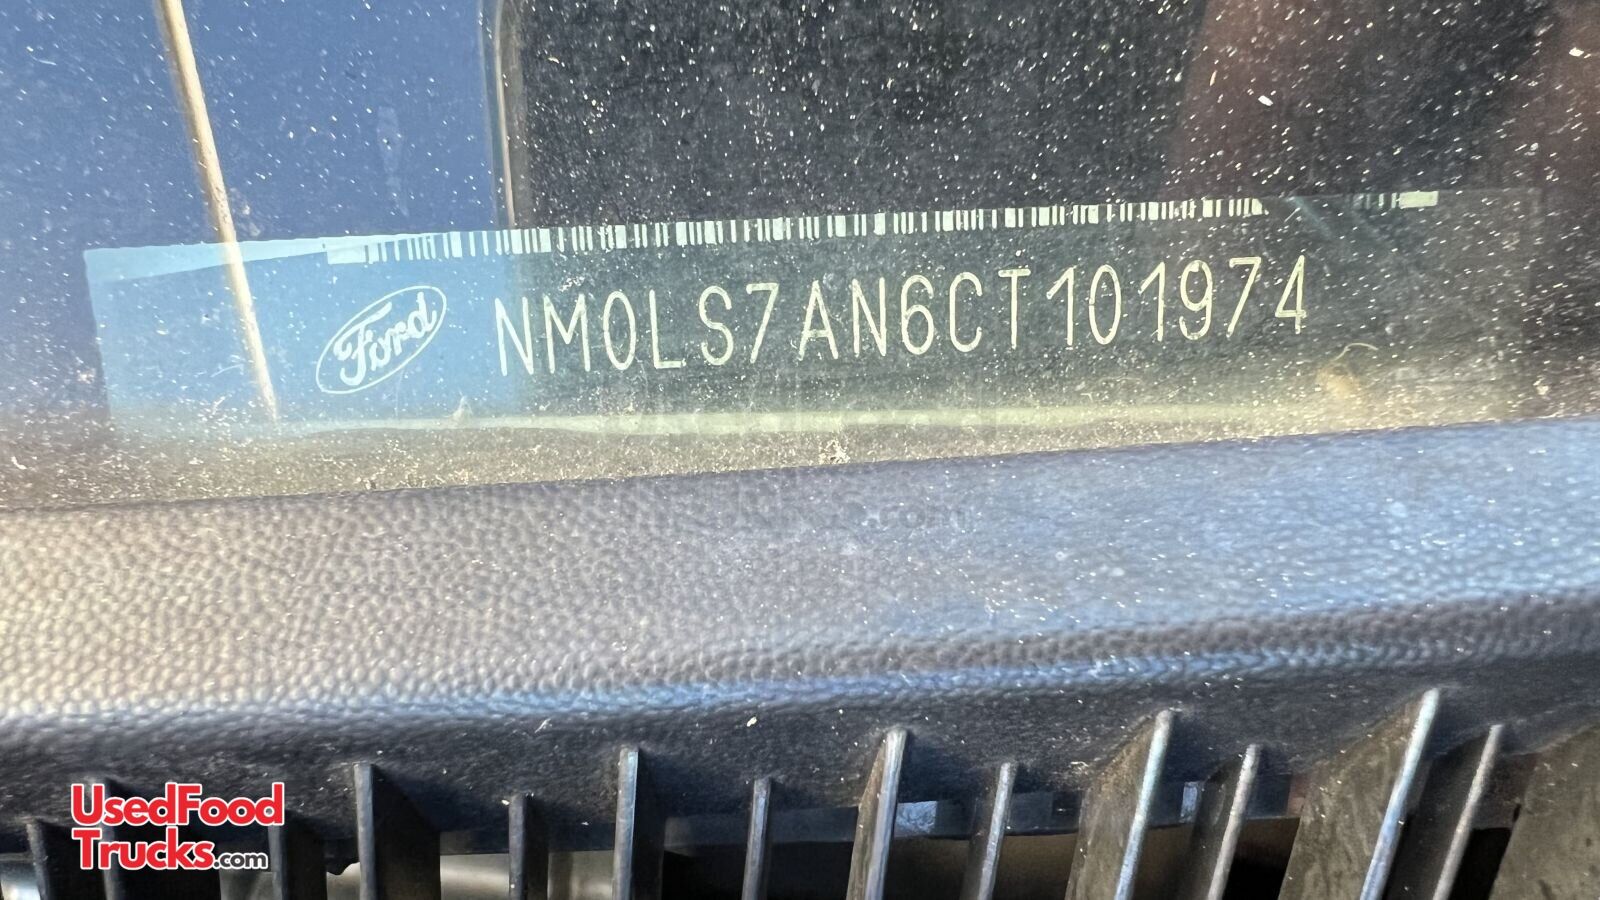 Ford NM0LS7AN6CT101974
UsedFood
Trucks.com